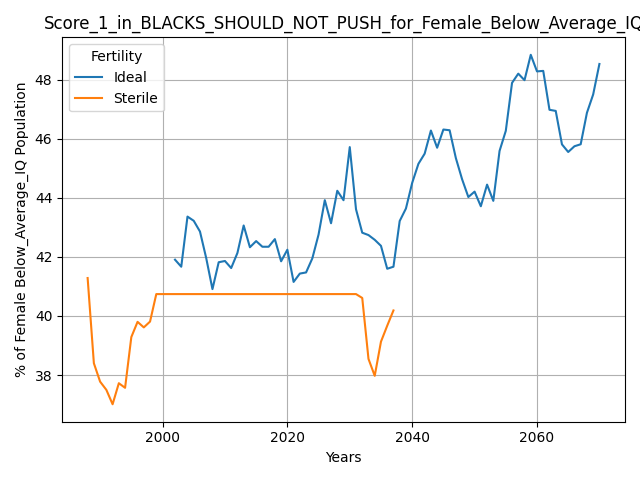 Score_1_in_BLACKS_SHOULD_NOT_PUSH_for_Female_Below_Average_IQ
% of Female Below_Average_IQ Population
Fertility
Ideal
Sterile
48
46
44
42
40
38
2000
2020
2040
2060
Years